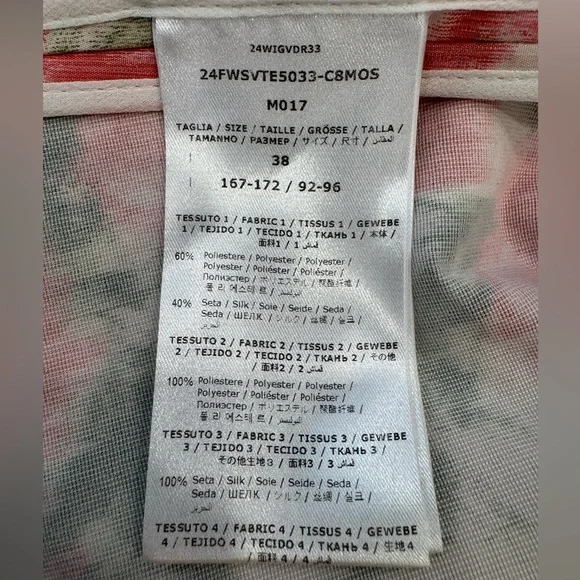 24WIGVDR33
24FWSVTE5033-C8MOS
M017
TAGLIA / SIZE / TAILLE / GRÖSSE / TALLA /
TAMANHO / РАЗМЕР / サイズ / 尺寸 / المقاس
38
167-172 / 92-96
TESSUTO 1 / FABRIC 1 / TISSUS 1 / GEWEBE
1 / TEJIDO 1 / TECIDO 1 / ТКАНЬ 1 / 本体 /
面料1 / 1 قماش
60% Poliestere / Polyester / Polyester /
Polyester / Poliéster / Poliéster /
Полиэстер / ポリエステル / 聚酯纤维 /
폴리에스테르 / البوليستر
40% Seta / Silk / Soie / Seide / Seda /
Seda / ШЕЛК / シルク / 丝绸 / 실크 /
الحرير
TESSUTO 2 / FABRIC 2 / TISSUS 2 / GEWEBE
2 / TEJIDO 2 / TECIDO 2 / ТКАНЬ 2 / その他
/ 面料2 / 2 قماش
100% Poliestere / Polyester / Polyester /
Polyester / Poliéster / Poliéster /
Полиэстер / ポリエステル / 聚酯纤维 /
폴리에스테르 / البوليستر
TESSUTO 3 / FABRIC 3 / TISSUS 3 / GEWEBE
3 / TEJIDO 3 / TECIDO 3 / ТКАНЬ 3 /
その他生地3 / 面料3 / 3 قماش
100% Seta / Silk / Soie / Seide / Seda /
Seda / ШЕЛК / シルク / 丝绸 / 실크 /
الحرير
TESSUTO 4 / FABRIC 4 / TISSUS 4 / GEWEBE
4 / TEJIDO 4 / TECIDO 4 / ТКАНЬ 4 / 生地4
/ 面料 4 / 4 قماش